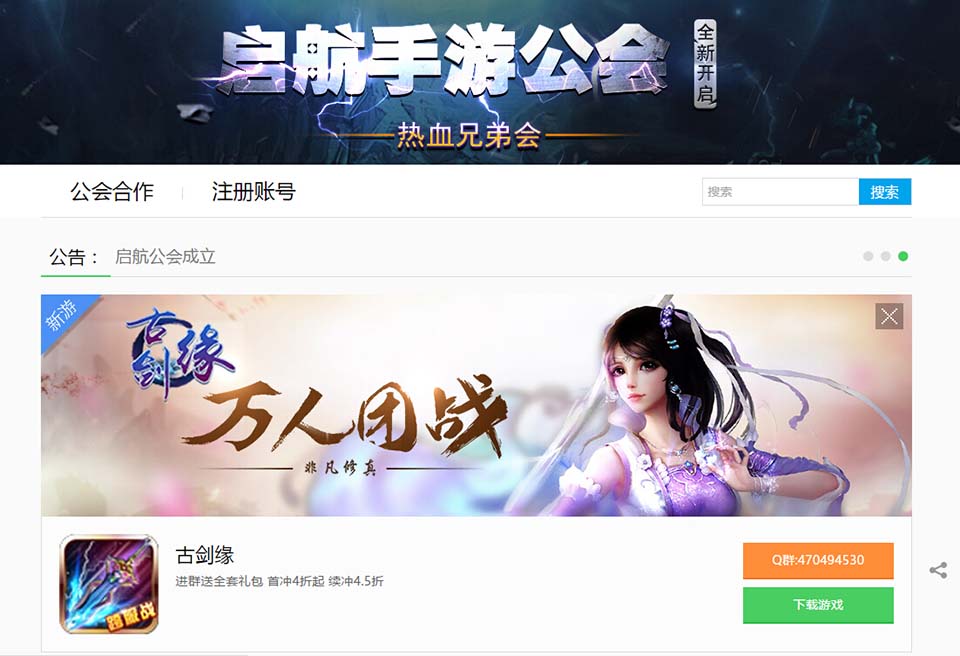 启航手游公会
全新开启
热血兄弟会
公会合作
注册账号
搜索
搜索
公告：
启航公会成立
新游
古剑缘
万人团战
非凡修真
古剑缘
进群送全套礼包 首冲4折起 续冲4.5折
Q群:470494530
下载游戏